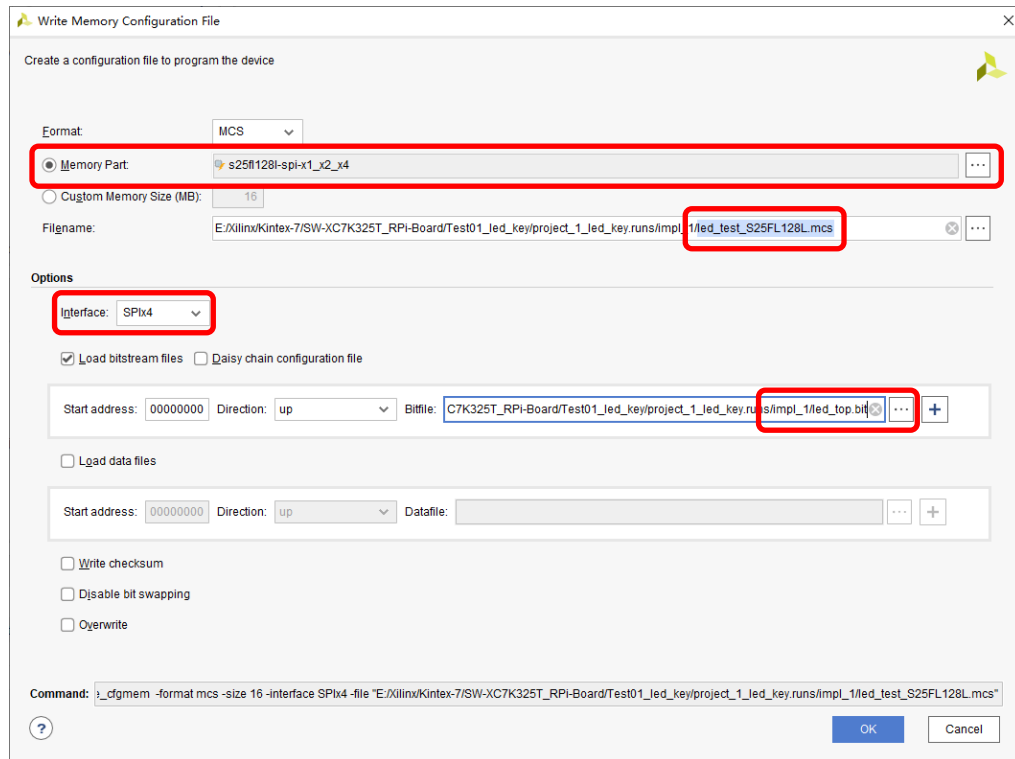 Write Memory Configuration File
Create a configuration file to program the device
Format: MCS
Memory Part: s25fl128l-spi-x1_x2_x4 ...
Custom Memory Size (MB): 16
Filename: E:/Xilinx/Kintex-7/SW-XC7K325T_RPi-Board/Test01_led_key/project_1_led_key.runs/impl_1/led_test_S25FL128L.mcs ...
Options
Interface: SPIx4
Load bitstream files Daisy chain configuration file
Start address: 00000000 Direction: up Bitfile: C7K325T_RPi-Board/Test01_led_key/project_1_led_key.runs/impl_1/led_top.bit ... +
Load data files
Start address: 00000000 Direction: up Datafile: ... +
Write checksum
Disable bit swapping
Overwrite
Command: e_cfgmem -format mcs -size 16 -interface SPIx4 -file "E:/Xilinx/Kintex-7/SW-XC7K325T_RPi-Board/Test01_led_key/project_1_led_key.runs/impl_1/led_test_S25FL128L.mcs"
? OK Cancel